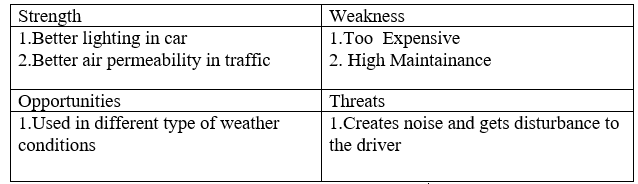 Strength
1.Better lighting in car
2.Better air permeability in traffic
Weakness
1.Too Expensive
2. High Maintainance
Opportunities
1.Used in different type of weather
conditions
Threats
1.Creates noise and gets disturbance to
the driver